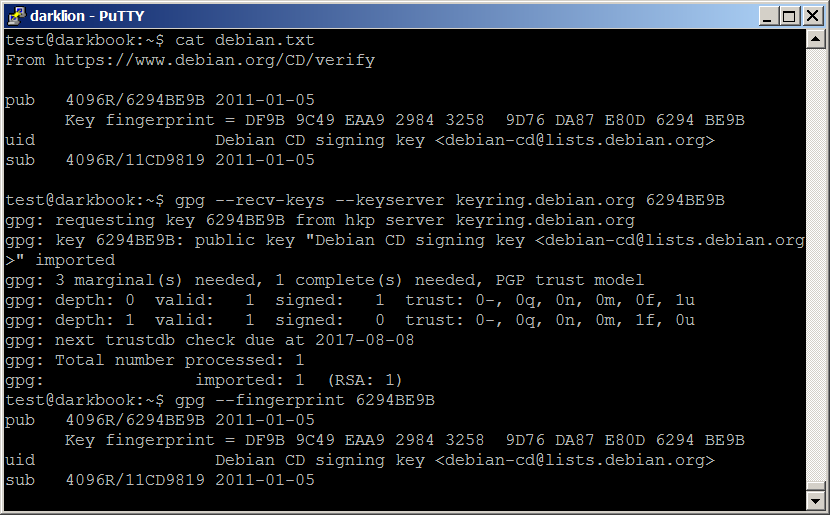 darklion - PuTTY
test@darkbook:~$ cat debian.txt
From https://www.debian.org/CD/verify

pub   4096R/6294BE9B 2011-01-05
      Key fingerprint = DF9B 9C49 EAA9 2984 3258  9D76 DA87 E80D 6294 BE9B
uid                  Debian CD signing key <debian-cd@lists.debian.org>
sub   4096R/11CD9819 2011-01-05

test@darkbook:~$ gpg --recv-keys --keyserver keyring.debian.org 6294BE9B
gpg: requesting key 6294BE9B from hkp server keyring.debian.org
gpg: key 6294BE9B: public key "Debian CD signing key <debian-cd@lists.debian.org
>" imported
gpg: 3 marginal(s) needed, 1 complete(s) needed, PGP trust model
gpg: depth: 0  valid:   1  signed:   1  trust: 0-, 0q, 0n, 0m, 0f, 1u
gpg: depth: 1  valid:   1  signed:   0  trust: 0-, 0q, 0n, 0m, 1f, 0u
gpg: next trustdb check due at 2017-08-08
gpg: Total number processed: 1
gpg:               imported: 1  (RSA: 1)
test@darkbook:~$ gpg --fingerprint 6294BE9B
pub   4096R/6294BE9B 2011-01-05
      Key fingerprint = DF9B 9C49 EAA9 2984 3258  9D76 DA87 E80D 6294 BE9B
uid                  Debian CD signing key <debian-cd@lists.debian.org>
sub   4096R/11CD9819 2011-01-05